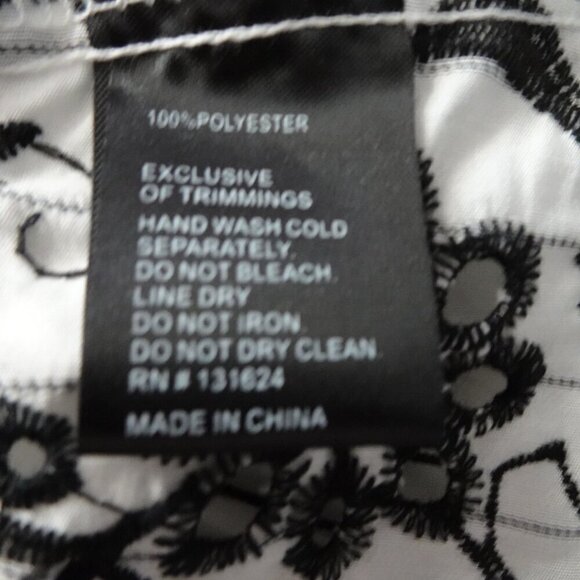 100%POLYESTER
EXCLUSIVE
OF TRIMMINGS
HAND WASH COLD
SEPARATELY.
DO NOT BLEACH.
LINE DRY
DO NOT IRON.
DO NOT DRY CLEAN.
RN # 131624
MADE IN CHINA